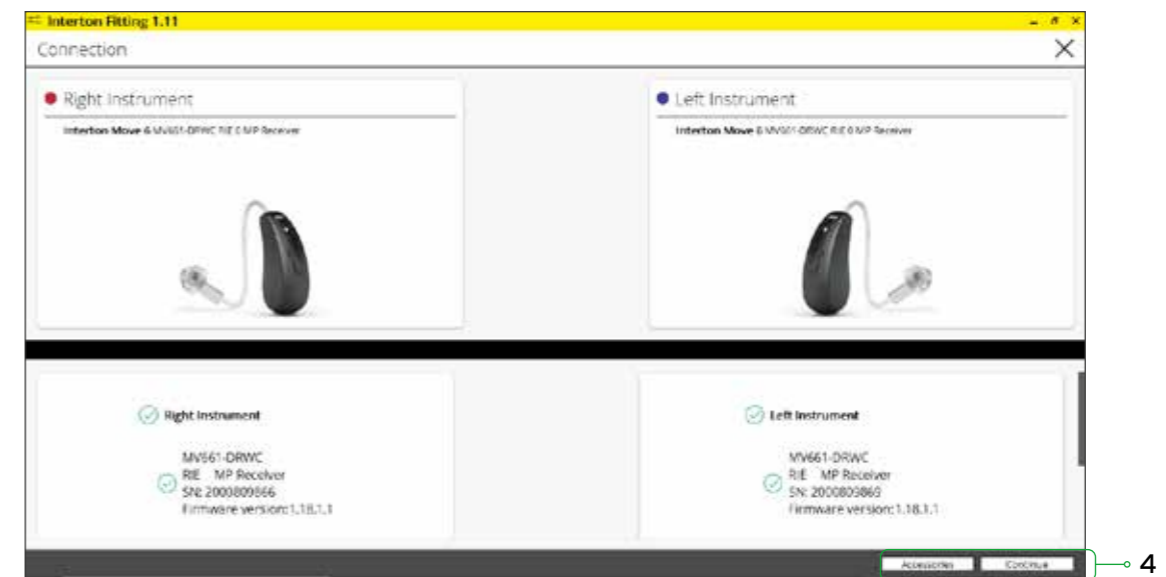 Interton Fitting 1.11
Connection
Right Instrument
Interton Move 6 MV661-DRWC RIE 0 MP Receiver
Left Instrument
Interton Move 6 MV661-DRWC RIE 0 MP Receiver
Right Instrument
MV661-DRWC
RIE MP Receiver
SN: 2000809866
Firmware version:1.18.1.1
Left Instrument
MV661-DRWC
RIE MP Receiver
SN: 2000809869
Firmware version:1.18.1.1
Accessories
Continue
4